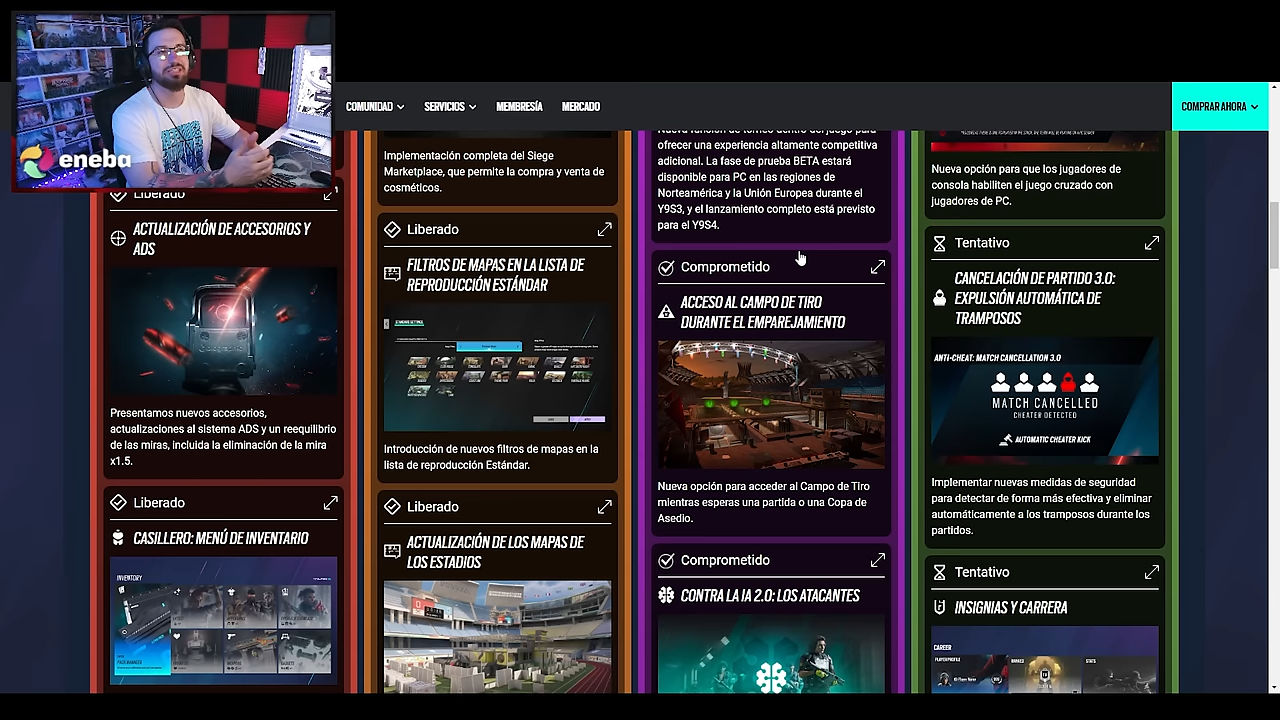 eneba
COMUNIDAD
SERVICIOS
MEMBRESÍA
MERCADO
COMPRAR AHORA
Liberado
ACTUALIZACIÓN DE ACCESORIOS Y
ADS
Presentamos nuevos accesorios,
actualizaciones al sistema ADS y un reequilibrio
de las miras, incluida la eliminación de la mira
x1.5.
Liberado
CASILLERO: MENÚ DE INVENTARIO
INVENTORY
Implementación completa del Siege
Marketplace, que permite la compra y venta de
cosméticos.
Liberado
FILTROS DE MAPAS EN LA LISTA DE
REPRODUCCIÓN ESTÁNDAR
Introducción de nuevos filtros de mapas en la
lista de reproducción Estándar.
Liberado
ACTUALIZACIÓN DE LOS MAPAS DE
LOS ESTADIOS
Nueva función de torneo dentro del juego para
ofrecer una experiencia altamente competitiva
adicional. La fase de prueba BETA estará
disponible para PC en las regiones de
Norteamérica y la Unión Europea durante el
Y9S3, y el lanzamiento completo está previsto
para el Y9S4.
Comprometido
ACCESO AL CAMPO DE TIRO
DURANTE EL EMPAREJAMIENTO
Nueva opción para acceder al Campo de Tiro
mientras esperas una partida o una Copa de
Asedio.
Comprometido
CONTRA LA IA 2.0: LOS ATACANTES
Nueva opción para que los jugadores de
consola habiliten el juego cruzado con
jugadores de PC.
Tentativo
CANCELACIÓN DE PARTIDO 3.0:
EXPULSIÓN AUTOMÁTICA DE
TRAMPOSOS
ANTI-CHEAT: MATCH CANCELLATION 3.0
MATCH CANCELLED
CHEATER DETECTED
AUTOMATIC CHEATER KICK
Implementar nuevas medidas de seguridad
para detectar de forma más efectiva y eliminar
automáticamente a los tramposos durante los
partidos.
Tentativo
INSIGNIAS Y CARRERA
CAREER
PLAYER PROFILE
STATS